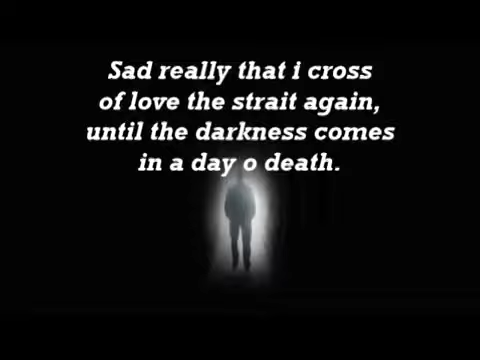 Sad really that i cross
of love the strait again,
until the darkness comes
in a day o death.